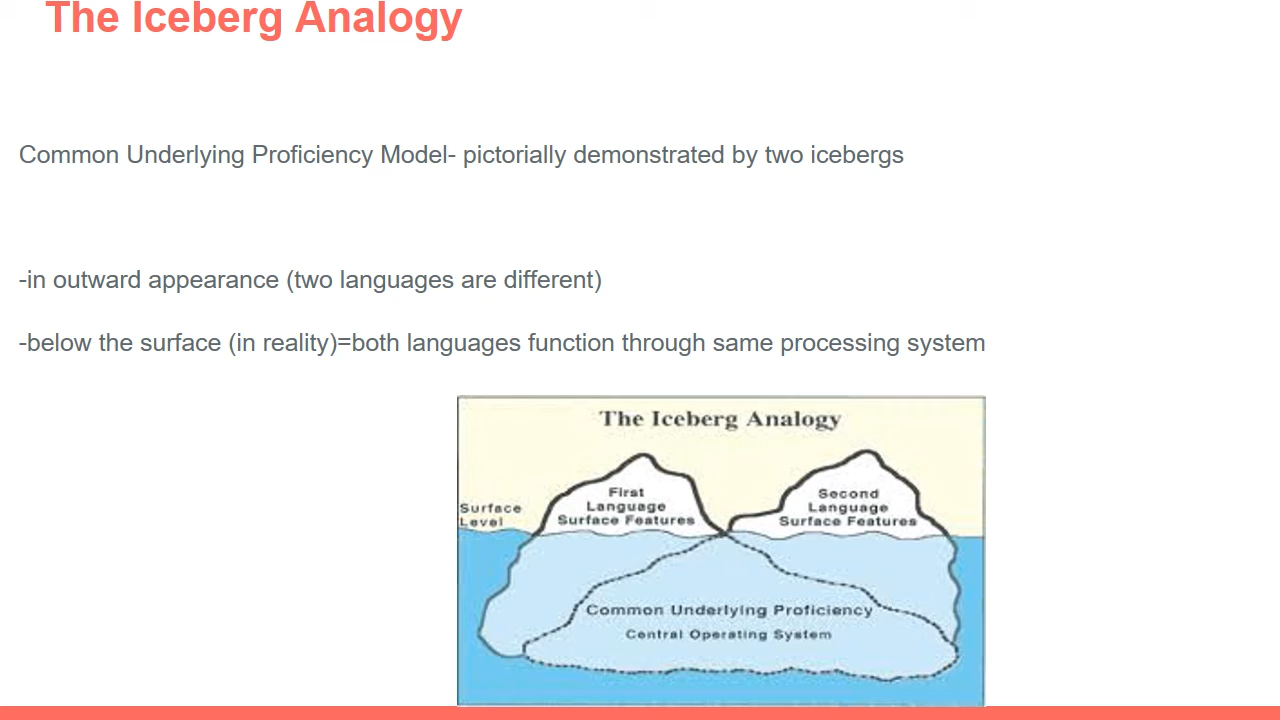 The Iceberg Analogy
Common Underlying Proficiency Model- pictorially demonstrated by two icebergs
-in outward appearance (two languages are different)
-below the surface (in reality)=both languages function through same processing system
The Iceberg Analogy
First
Language
Surface Features
Second
Language
Surface Features
Surface
Level
Common Underlying Proficiency
Central Operating System